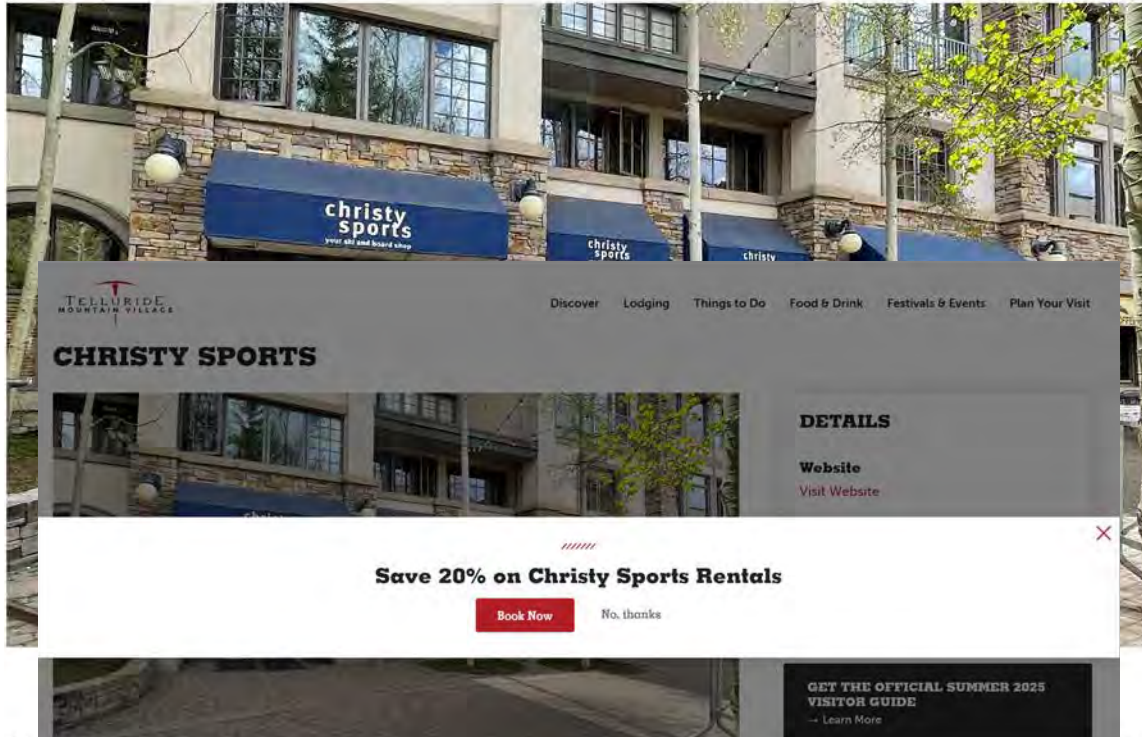 christy
sports
your ski and board shop
christy
sports
christy
TELLURIDE
MOUNTAIN VILLAGE
Discover Lodging Things to Do Food & Drink Festivals & Events Plan Your Visit
CHRISTY SPORTS
DETAILS
Website
Visit Website
Save 20% on Christy Sports Rentals
Book Now No, thanks
GET THE OFFICIAL SUMMER 2025
VISITOR GUIDE
→ Learn More